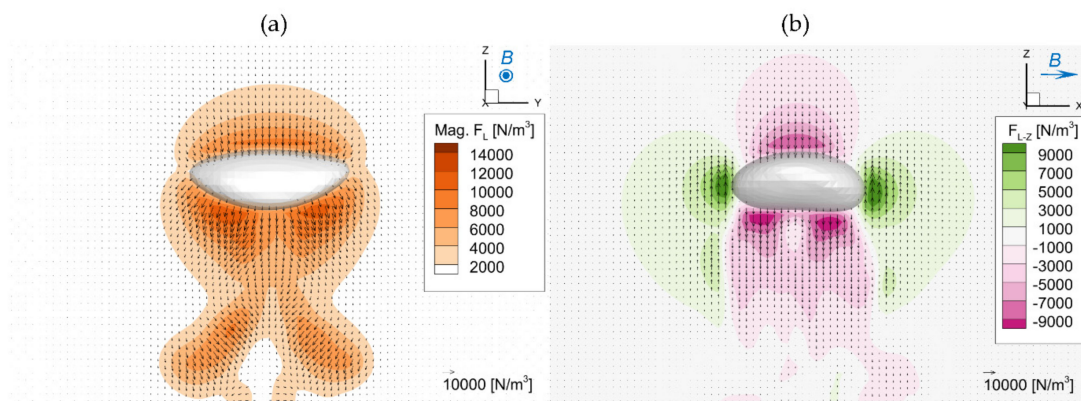 (a)
(b)
Z
B
X
Y
Mag. F_L [N/m³]
14000
12000
10000
8000
6000
4000
2000
10000 [N/m³]
Z
B
Y
X
F_L-Z [N/m³]
9000
7000
5000
3000
1000
-1000
-3000
-5000
-7000
-9000
10000 [N/m³]